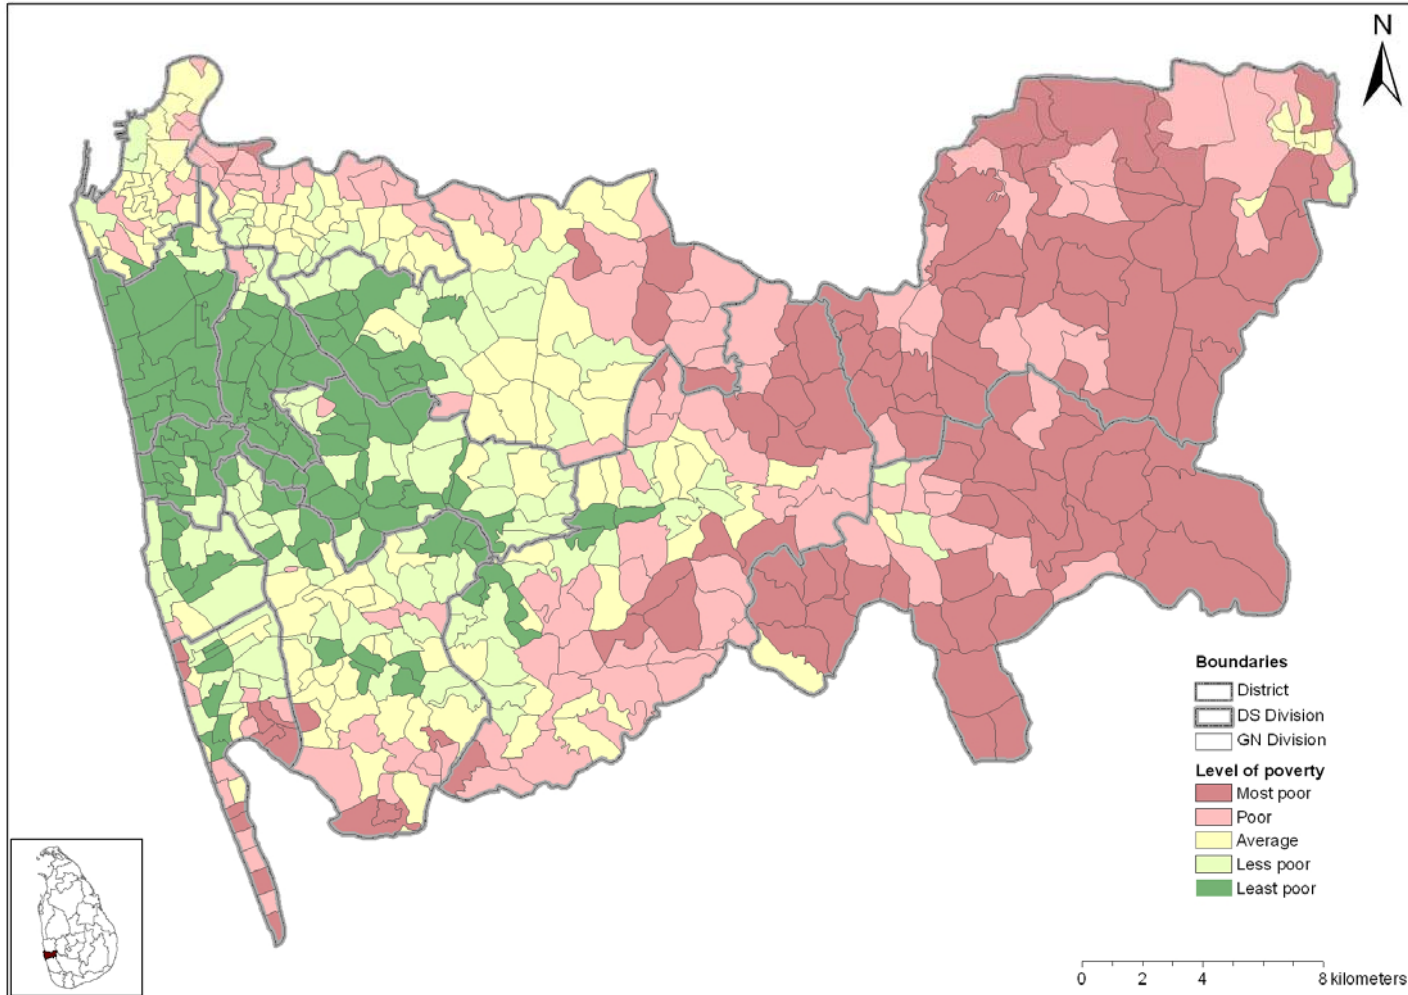 N
Boundaries
District
DS Division
GN Division
Level of poverty
Most poor
Poor
Average
Less poor
Least poor
0 2 4 8 kilometers